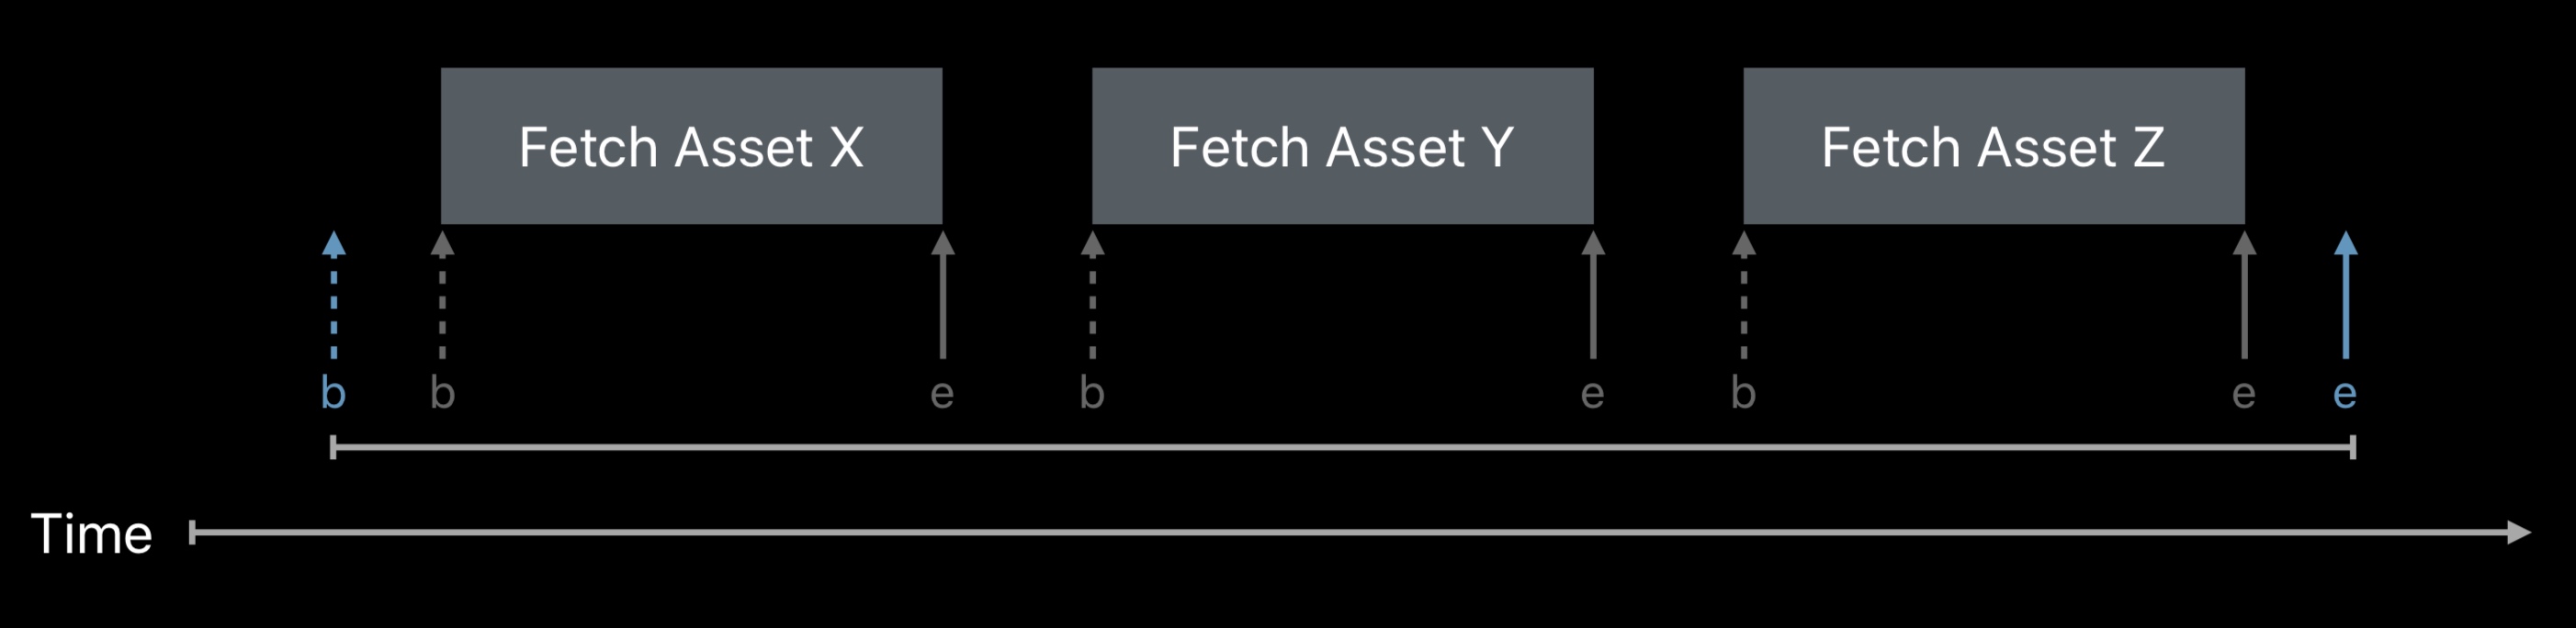 Fetch Asset X
Fetch Asset Y
Fetch Asset Z
b b e b e b e e
Time